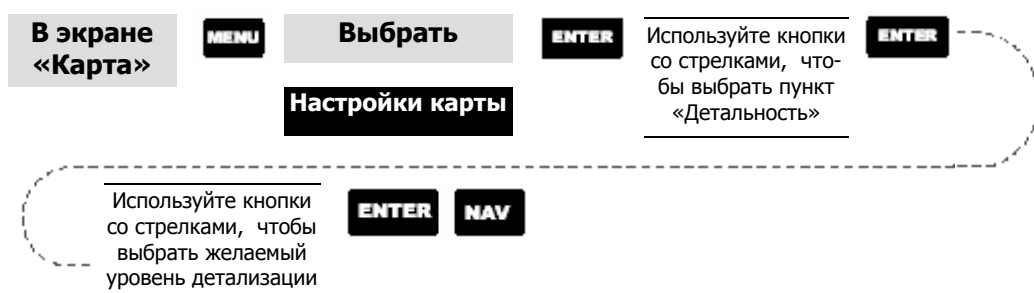 В экране
«Карта»
MENU
Выбрать
Настройки карты
ENTER
Используйте кнопки
со стрелками, что-
бы выбрать пункт
«Детальность»
ENTER
Используйте кнопки
со стрелками, чтобы
выбрать желаемый
уровень детализации
ENTER
NAV